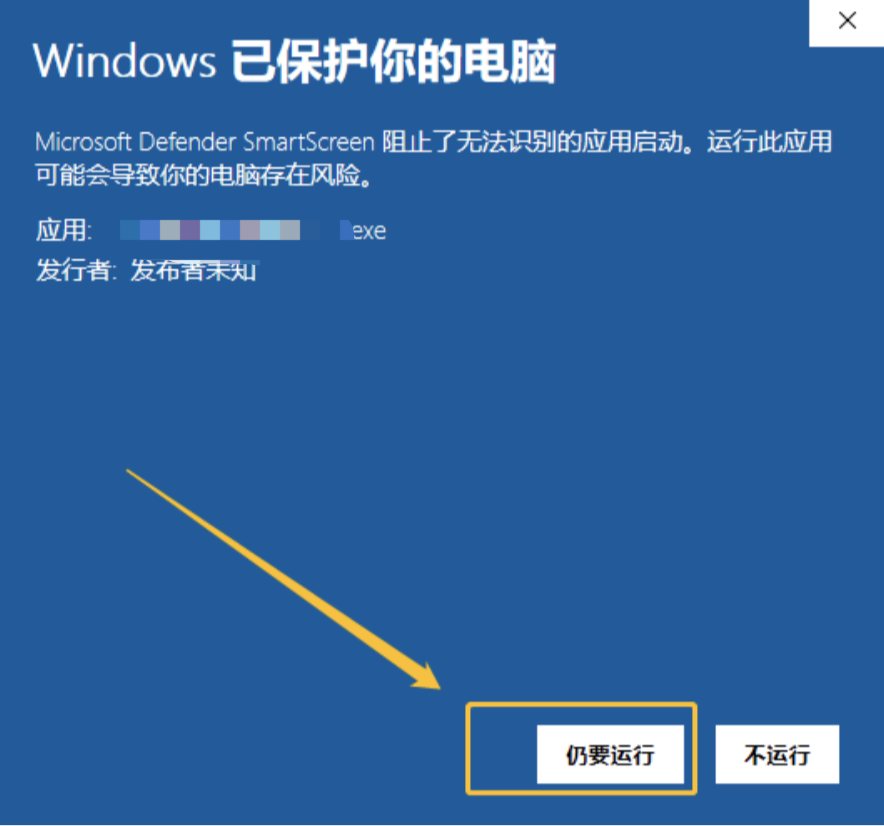 Windows 已保护你的电脑
Microsoft Defender SmartScreen 阻止了无法识别的应用启动。运行此应用
可能会导致你的电脑存在风险。
应用: exe
发行者: 发布者未知
仍要运行
不运行